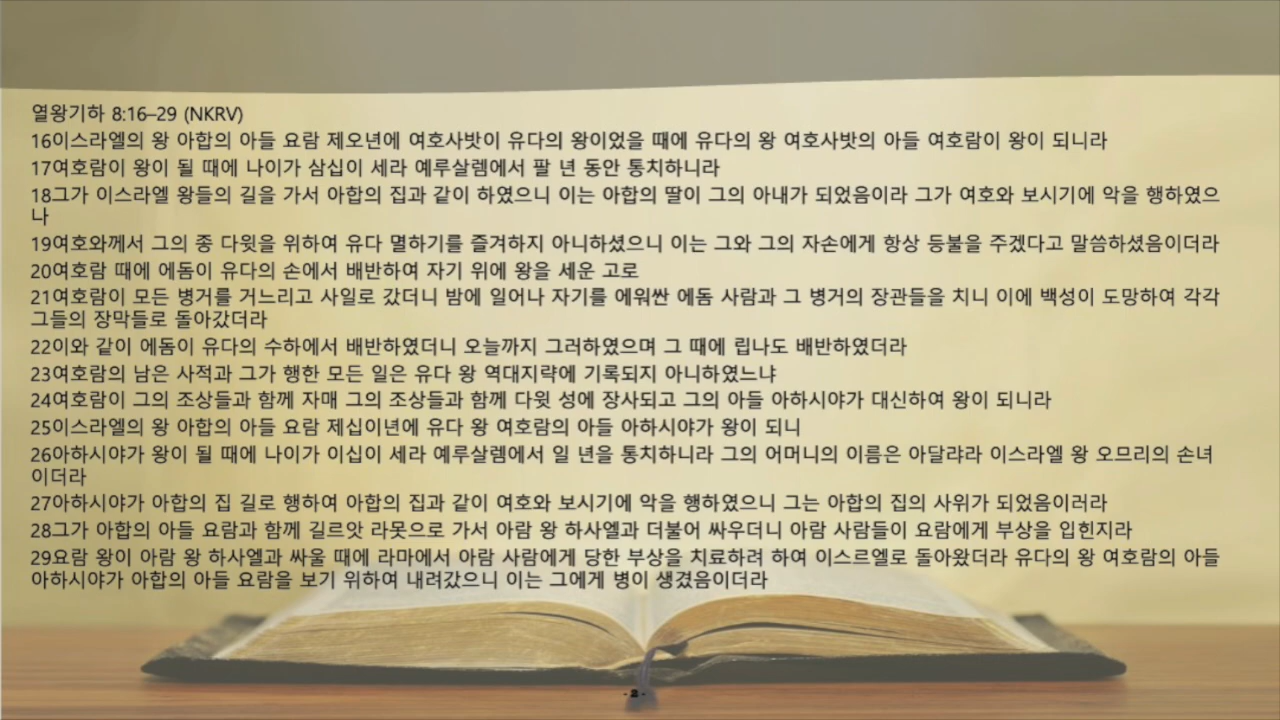 열왕기하 8:16–29 (NKRV)
16이스라엘의 왕 아합의 아들 요람 제오년에 여호사밧이 유다의 왕이었을 때에 유다의 왕 여호사밧의 아들 여호람이 왕이 되니라
17여호람이 왕이 될 때에 나이가 삼십이 세라 예루살렘에서 팔 년 동안 통치하니라
18그가 이스라엘 왕들의 길을 가서 아합의 집과 같이 하였으니 이는 아합의 딸이 그의 아내가 되었음이라 그가 여호와 보시기에 악을 행하였으
나
19여호와께서 그의 종 다윗을 위하여 유다 멸하기를 즐겨하지 아니하셨으니 이는 그와 그의 자손에게 항상 등불을 주겠다고 말씀하셨음이더라
20여호람 때에 에돔이 유다의 손에서 배반하여 자기 위에 왕을 세운 고로
21여호람이 모든 병거를 거느리고 사일로 갔더니 밤에 일어나 자기를 에워싼 에돔 사람과 그 병거의 장관들을 치니 이에 백성이 도망하여 각각
그들의 장막들로 돌아갔더라
22이와 같이 에돔이 유다의 수하에서 배반하였더니 오늘까지 그러하였으며 그 때에 립나도 배반하였더라
23여호람의 남은 사적과 그가 행한 모든 일은 유다 왕 역대지략에 기록되지 아니하였느냐
24여호람이 그의 조상들과 함께 자매 그의 조상들과 함께 다윗 성에 장사되고 그의 아들 아하시야가 대신하여 왕이 되니라
25이스라엘의 왕 아합의 아들 요람 제십이년에 유다 왕 여호람의 아들 아하시야가 왕이 되니
26아하시야가 왕이 될 때에 나이가 이십이 세라 예루살렘에서 일 년을 통치하니라 그의 어머니의 이름은 아달랴라 이스라엘 왕 오므리의 손녀
이더라
27아하시야가 아합의 집 길로 행하여 아합의 집과 같이 여호와 보시기에 악을 행하였으니 그는 아합의 집의 사위가 되었음이러라
28그가 아합의 아들 요람과 함께 길르앗 라못으로 가서 아람 왕 하사엘과 더불어 싸우더니 아람 사람들이 요람에게 부상을 입힌지라
29요람 왕이 아람 왕 하사엘과 싸울 때에 라마에서 아람 사람에게 당한 부상을 치료하려 하여 이스르엘로 돌아왔더라 유다의 왕 여호람의 아들
아하시야가 아합의 아들 요람을 보기 위하여 내려갔으니 이는 그에게 병이 생겼음이더라
- 2 -